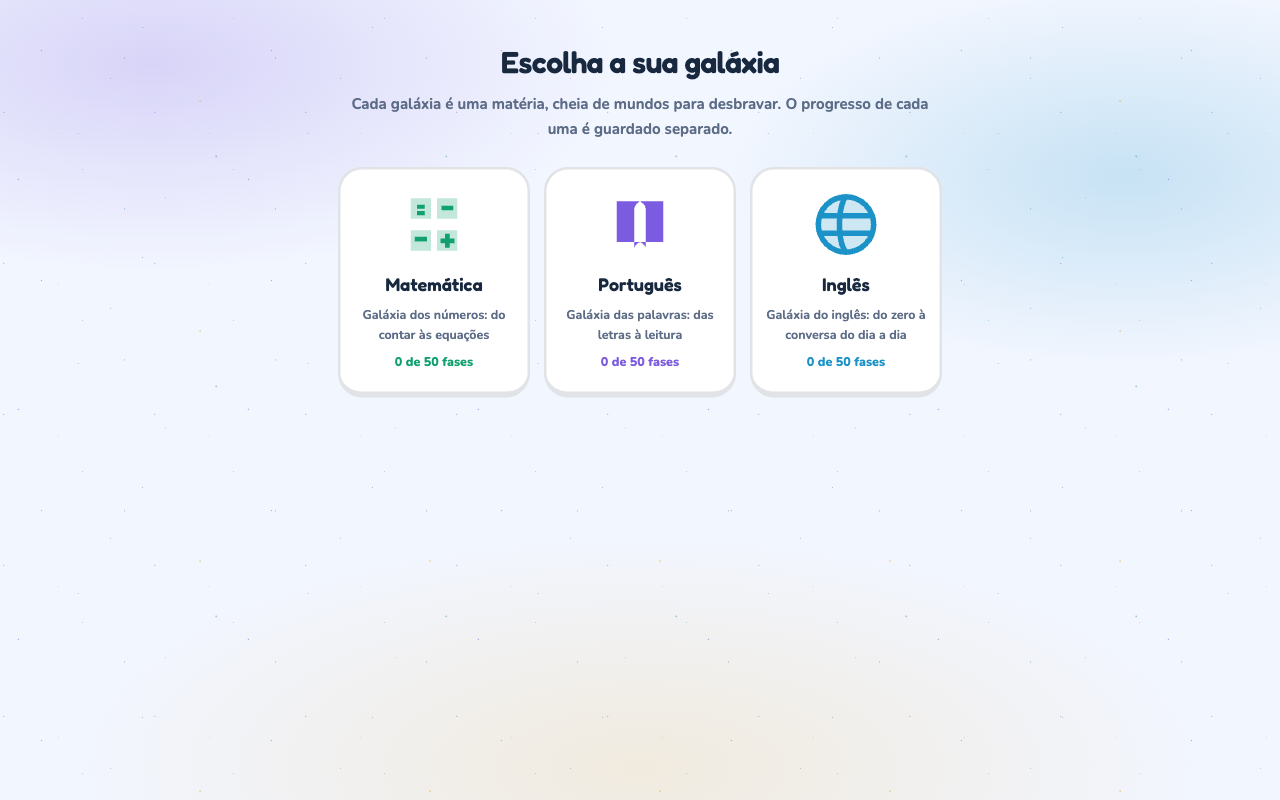 Escolha a sua galáxia
Cada galáxia é uma matéria, cheia de mundos para desbravar. O progresso de cada
uma é guardado separado.
Matemática
Galáxia dos números: do
contar às equações
0 de 50 fases
Português
Galáxia das palavras: das
letras à leitura
0 de 50 fases
Inglês
Galáxia do inglês: do zero à
conversa do dia a dia
0 de 50 fases